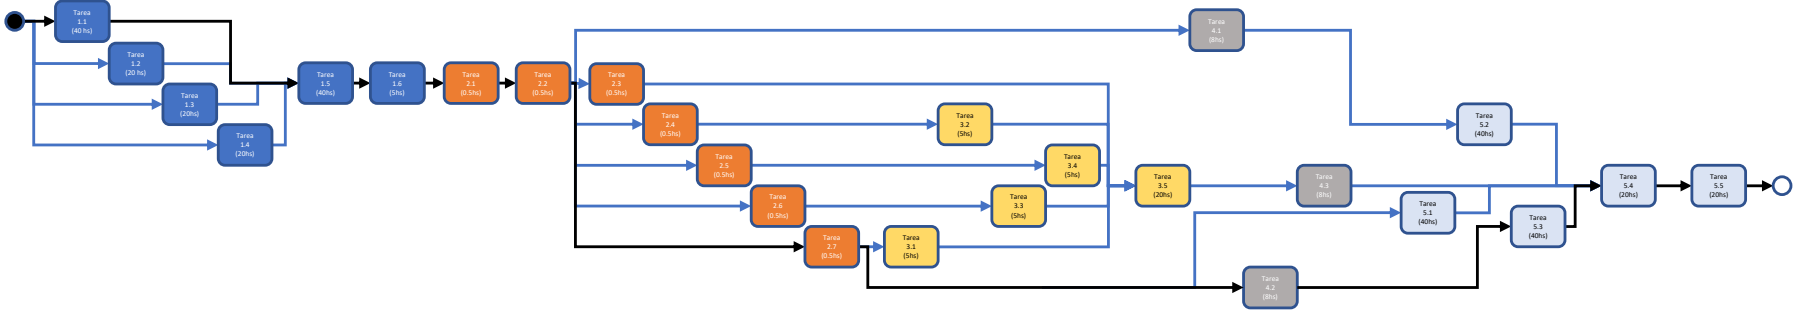 Tarea
1.1
(40 hs)
Tarea
1.2
(20 hs)
Tarea
1.3
(20hs)
Tarea
1.4
(20hs)
Tarea
1.5
(40hs)
Tarea
1.6
(5hs)
Tarea
2.1
(0.5hs)
Tarea
2.2
(0.5hs)
Tarea
2.3
(0.5hs)
Tarea
2.4
(0.5hs)
Tarea
2.5
(0.5hs)
Tarea
2.6
(0.5hs)
Tarea
2.7
(0.5hs)
Tarea
3.1
(5hs)
Tarea
3.2
(5hs)
Tarea
3.3
(5hs)
Tarea
3.4
(5hs)
Tarea
3.5
(20hs)
Tarea
4.1
(8hs)
Tarea
4.2
(8hs)
Tarea
4.3
(8hs)
Tarea
5.1
(40hs)
Tarea
5.2
(40hs)
Tarea
5.3
(40hs)
Tarea
5.4
(20hs)
Tarea
5.5
(20hs)